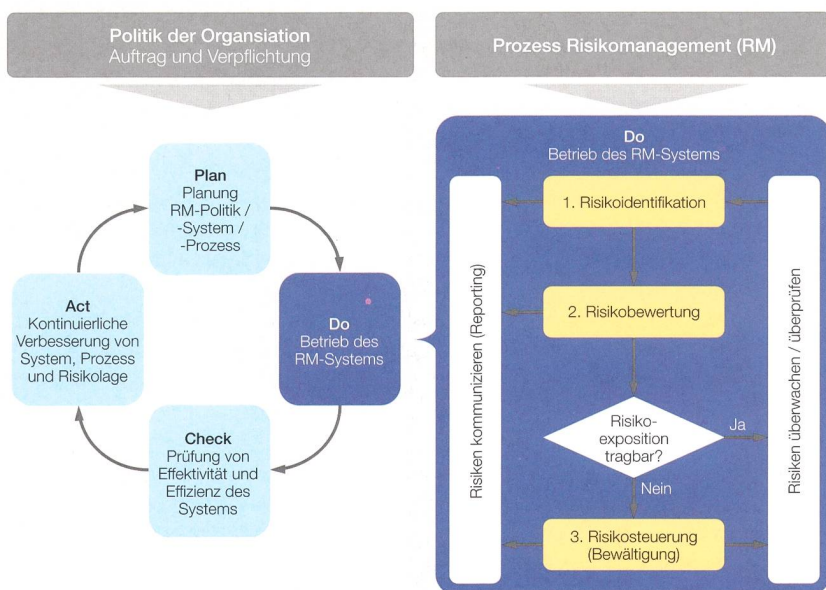 Politik der Organsiation
Auftrag und Verpflichtung
Prozess Risikomanagement (RM)
Plan
Planung
RM-Politik /
-System /
-Prozess
Act
Kontinuierliche
Verbesserung von
System, Prozess
und Risikolage
Do
Betrieb des
RM-Systems
Check
Prüfung von
Effektivität und
Effizienz des
Systems
Do
Betrieb des RM-Systems
Risiken kommunizieren (Reporting)
1. Risikoidentifikation
2. Risikobewertung
Risiko-
exposition
tragbar?
Ja
Nein
3. Risikosteuerung
(Bewältigung)
Risiken überwachen / überprüfen